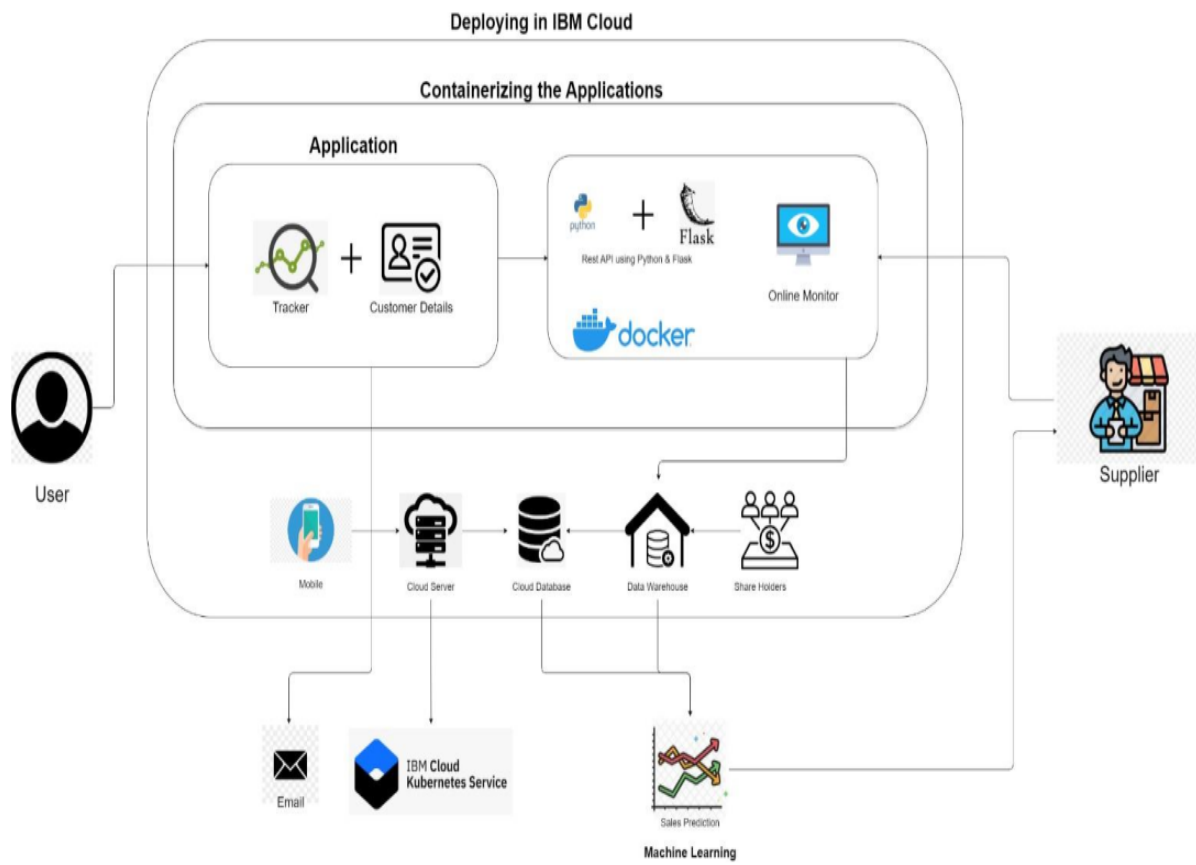 Deploying in IBM Cloud
Containerizing the Applications
Application
python
Flask
Rest API using Python & Flask
Tracker
Customer Details
Online Monitor
docker
User
Supplier
Mobile
Cloud Server
Cloud Database
Data Warehouse
Share Holders
Email
IBM Cloud
Kubernetes Service
Sales Prediction
Machine Learning